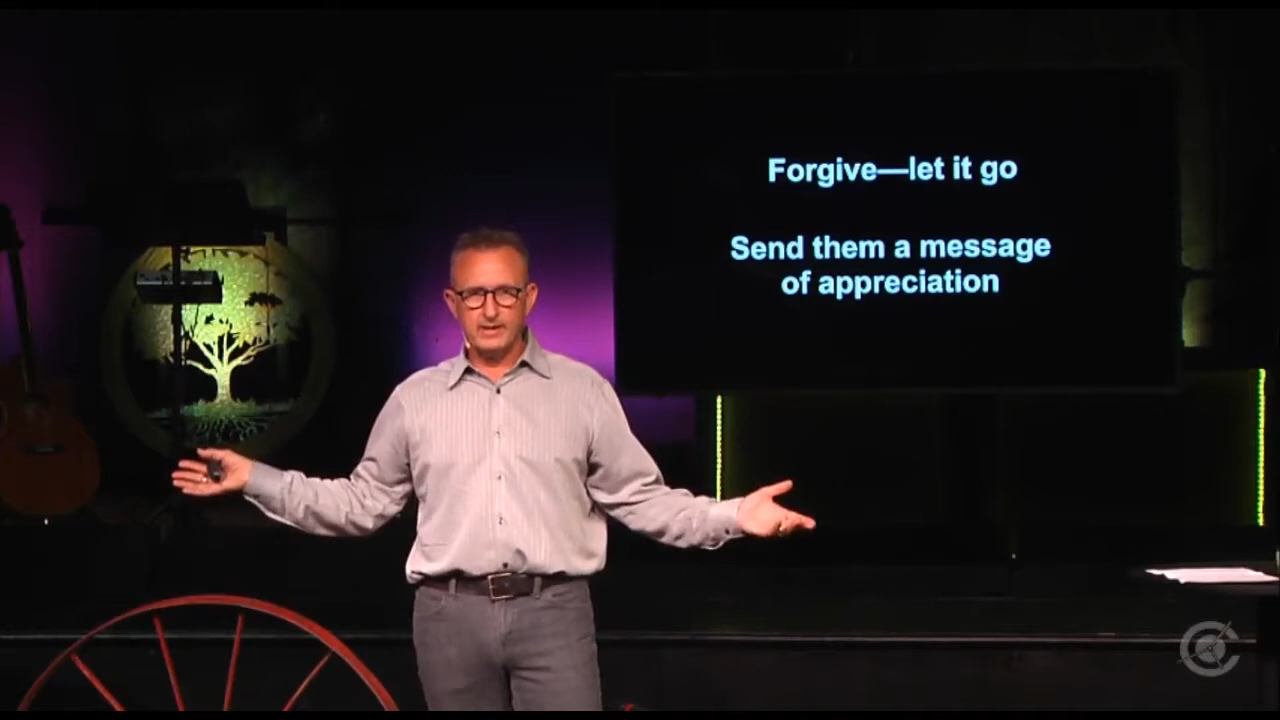 Forgive—let it go
Send them a message
of appreciation